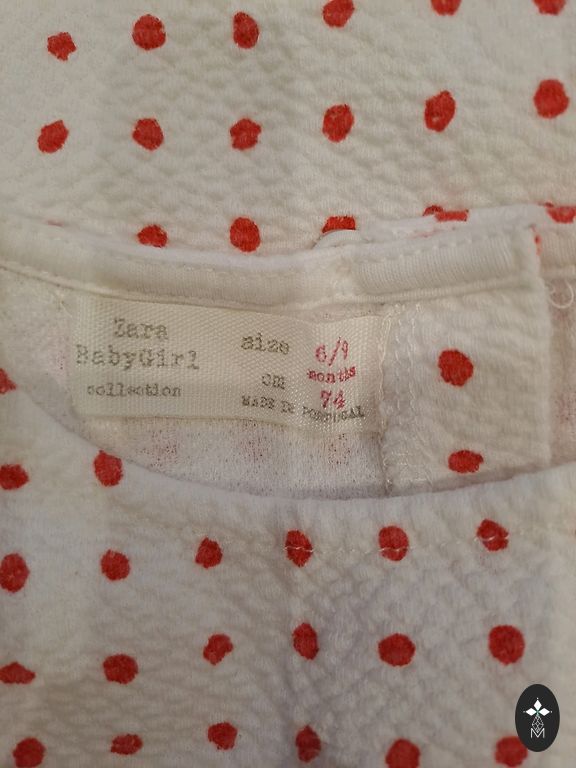 Zara
BabyGirl
collection
size 6/9
months
cm 74
MADE IN PORTUGAL
M